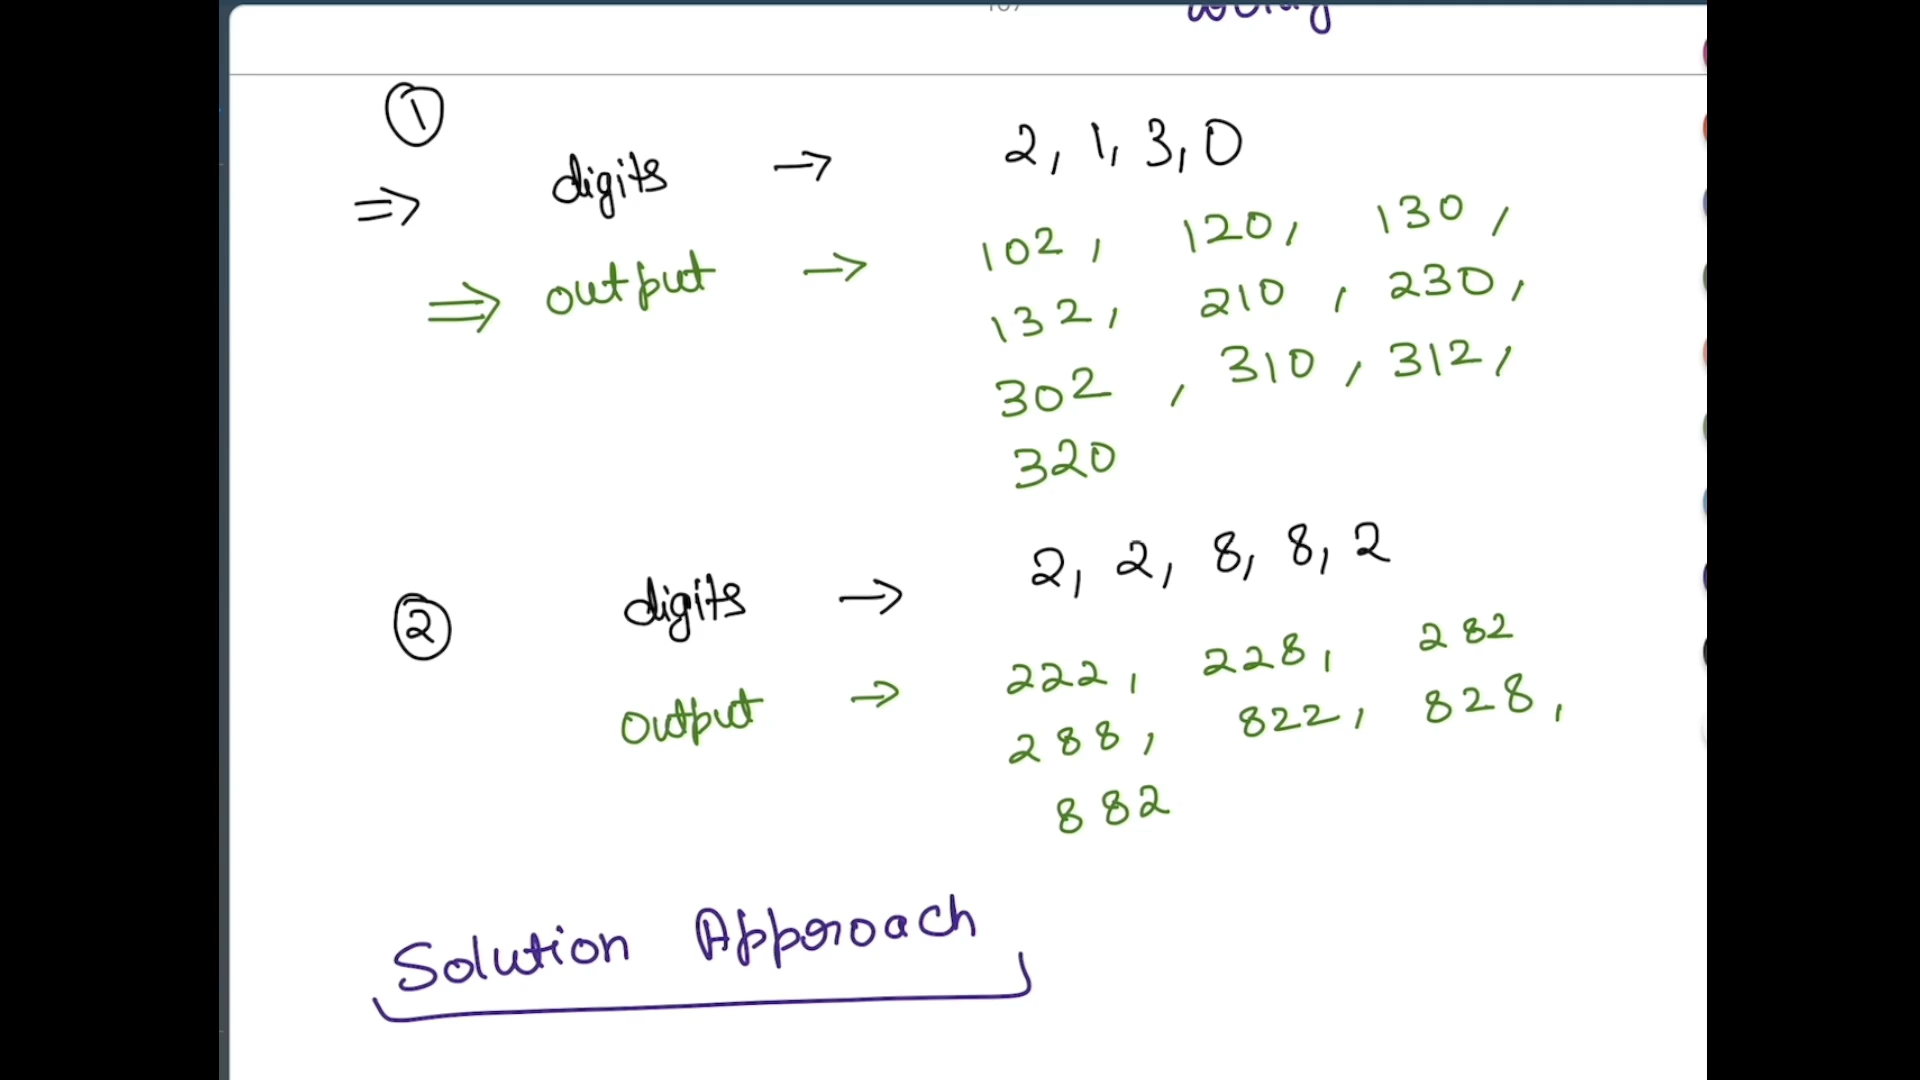 ①
digits → 2, 1, 3, 0
⇒
⇒ output → 102, 120, 130,
132, 210, 230,
302, 310, 312,
320
② digits → 2, 2, 8, 8, 2
output → 222, 228, 282
288, 822, 828,
882
Solution Approach